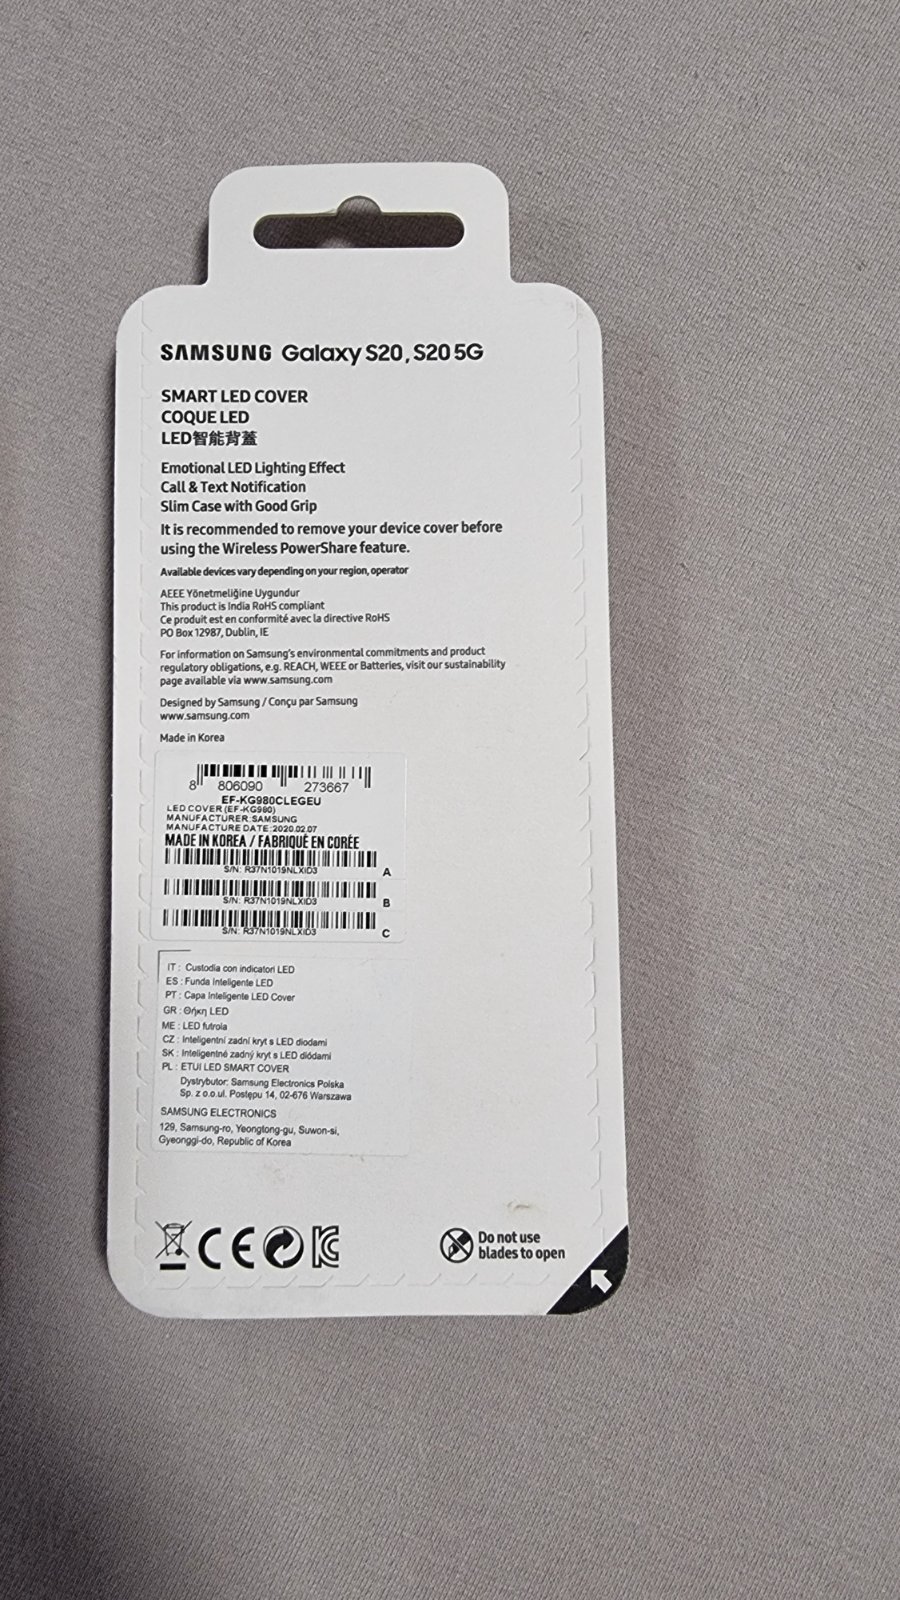 SAMSUNG Galaxy S20, S20 5G
SMART LED COVER
COQUE LED
LED智能背蓋
Emotional LED Lighting Effect
Call & Text Notification
Slim Case with Good Grip
It is recommended to remove your device cover before
using the Wireless PowerShare feature.
Available devices vary depending on your region, operator
AEEE Yönetmeliğine Uygundur
This product is India RoHS compliant
Ce produit est en conformité avec la directive RoHS
PO Box 12987, Dublin, IE
For information on Samsung's environmental commitments and product
regulatory obligations, e.g. REACH, WEEE or Batteries, visit our sustainability
page available via www.samsung.com
Designed by Samsung / Conçu par Samsung
www.samsung.com
Made in Korea
8 806090 273667
EF-KG980CLEGEU
LED COVER (EF-KG980)
MANUFACTURER:SAMSUNG
MANUFACTURE DATE :2020.02.07
MADE IN KOREA / FABRIQUÉ EN CORÉE
S/N: R37N1019NLXID3 A
S/N: R37N1019NLXID3 B
S/N: R37N1019NLXID3 C
IT : Custodia con indicatori LED
ES : Funda Inteligente LED
PT : Capa Inteligente LED Cover
GR : Θήκη LED
ME : LED futrola
CZ : Inteligentní zadní kryt s LED diodami
SK : Inteligentné zadný kryt s LED diódami
PL : ETUI LED SMART COVER
Dystrybutor: Samsung Electronics Polska
Sp. z o.o.ul. Postępu 14, 02-676 Warszawa
SAMSUNG ELECTRONICS
129, Samsung-ro, Yeongtong-gu, Suwon-si,
Gyeonggi-do, Republic of Korea
CE
Do not use
blades to open